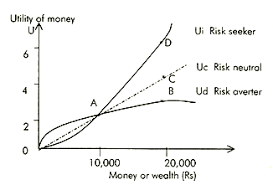 Utility of money
U
6
4
2
0
D
C
B
A
Ui Risk seeker
Uc Risk neutral
Ud Risk averter
10,000 20,000
Money or wealth (Rs)